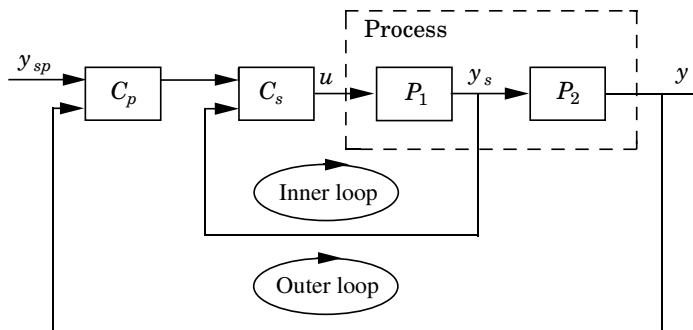 Process
y_sp
u
y_s
y
C_p
C_s
P_1
P_2
Inner loop
Outer loop